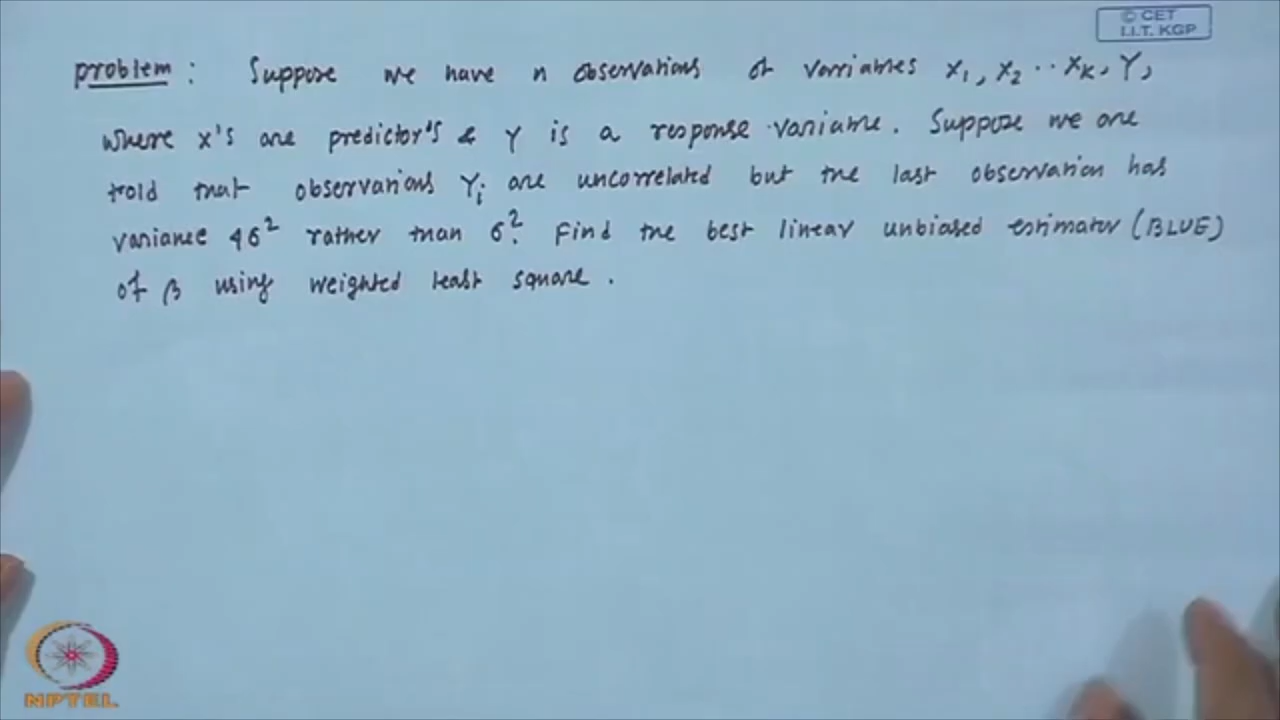 © CET
I.I.T. KGP
problem : Suppose we have n observations of variables X1, X2 .. XK, Y,
where X's are predictor's & Y is a response variable. Suppose we are
told that observations Yi are uncorrelated but the last observation has
variance 4σ² rather than σ². Find the best linear unbiased estimator (BLUE)
of β using weighted least square .
NPTEL